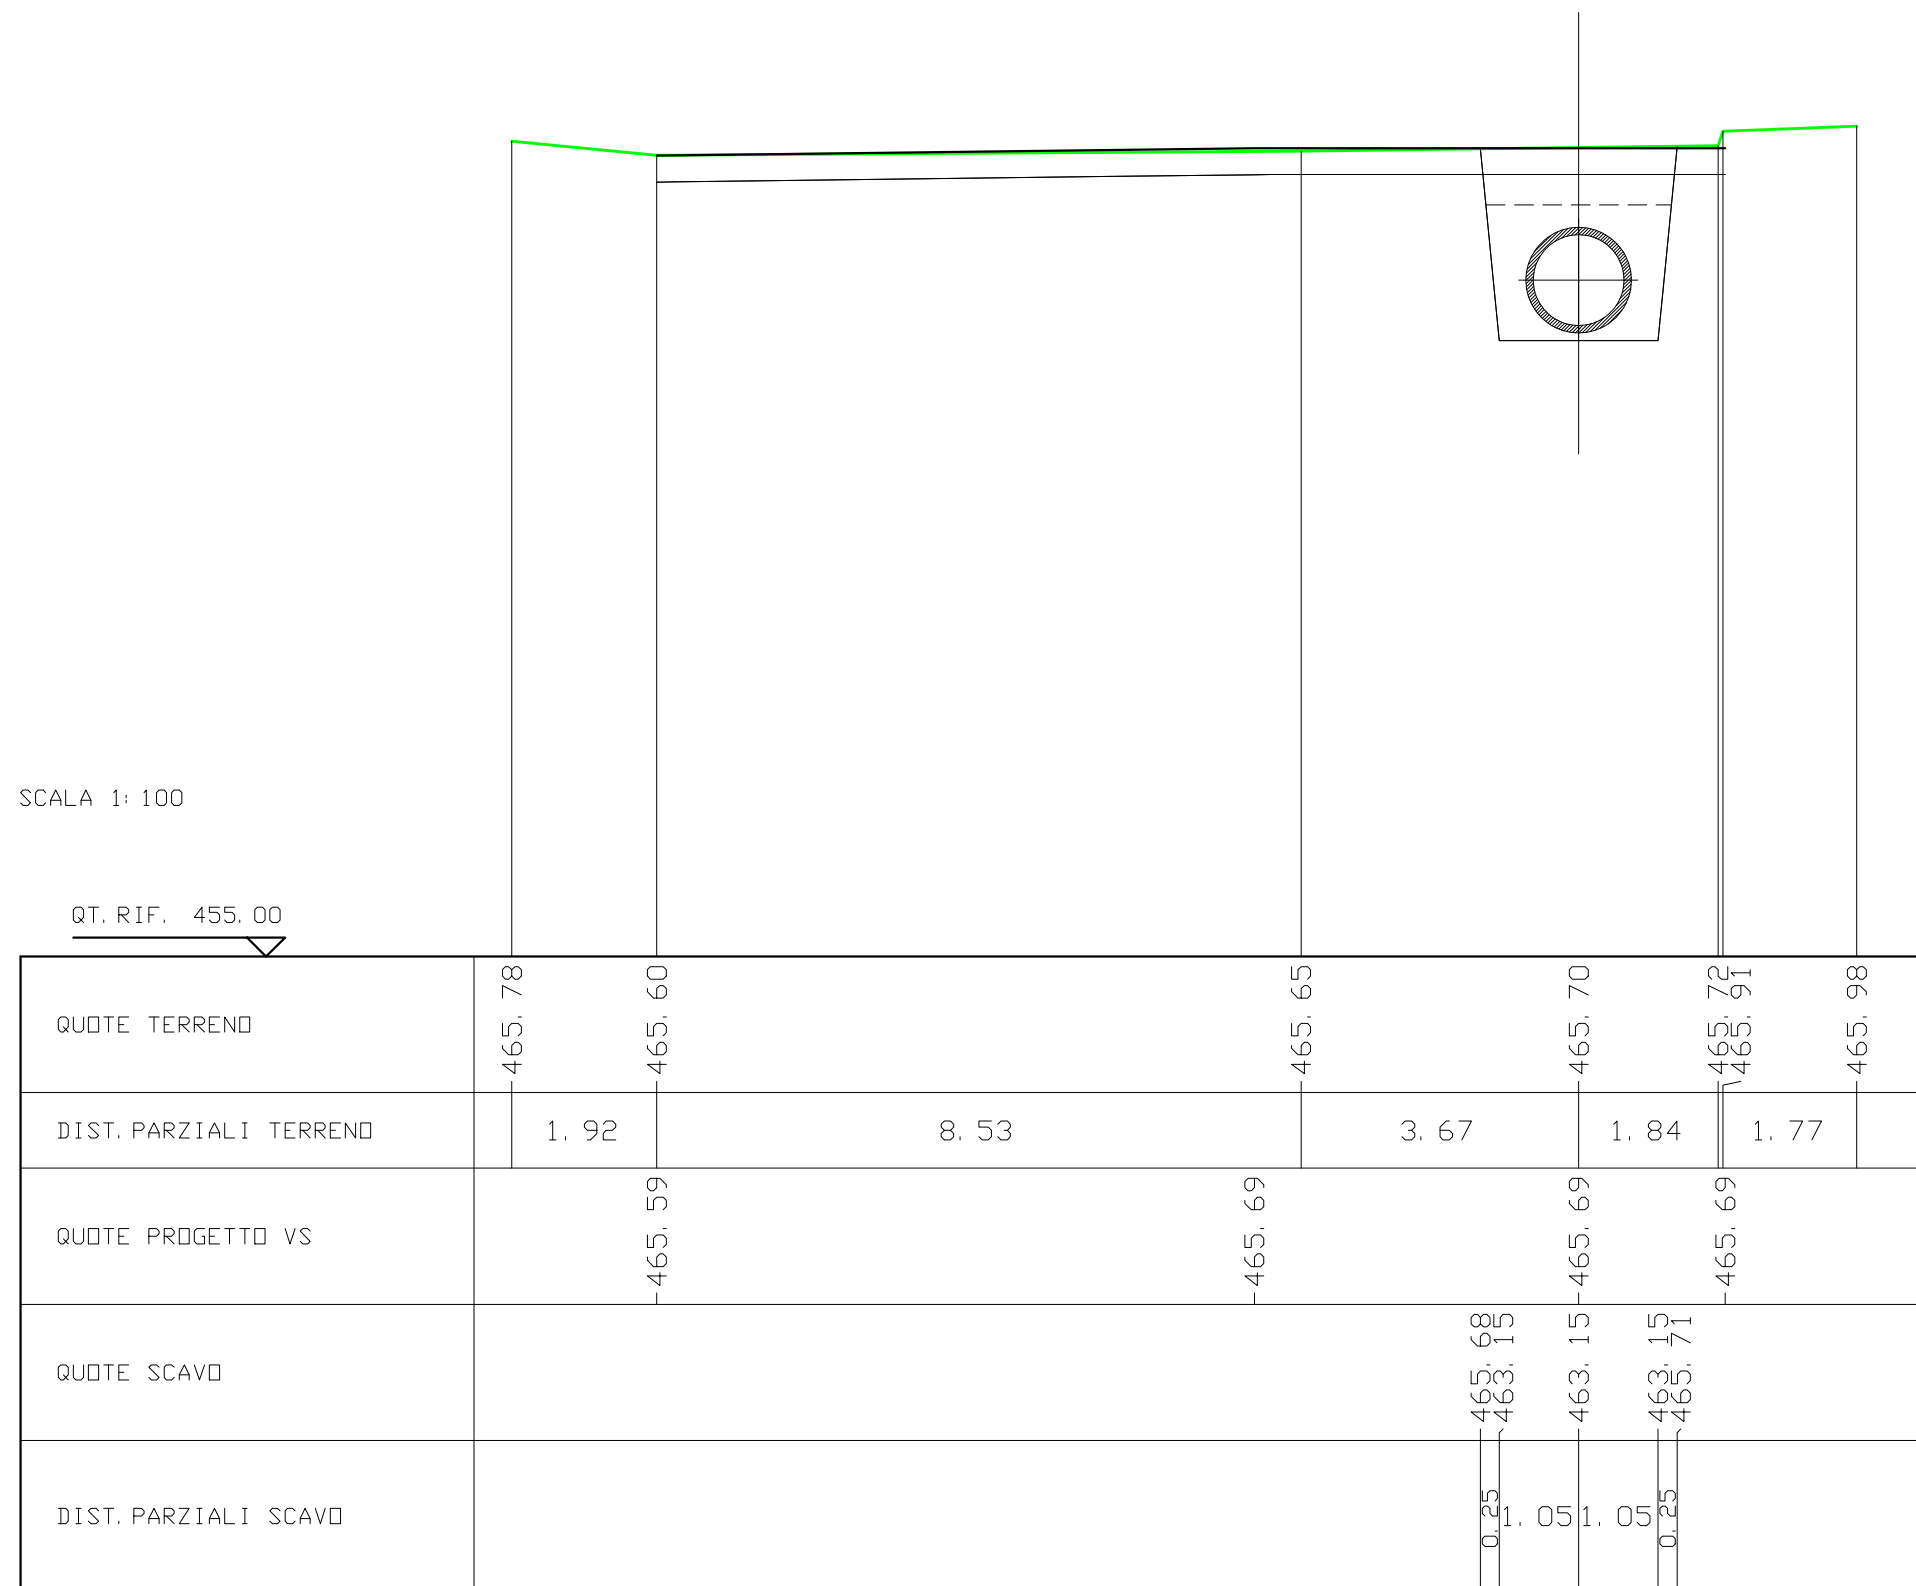 SCALA 1:100
QT.RIF. 455.00
QUOTE TERRENO 465.78 465.60 465.65 465.70 465.72 465.91 465.98
DIST.PARZIALI TERRENO 1.92 8.53 3.67 1.84 1.77
QUOTE PROGETTO VS 465.59 465.69 465.69 465.69
QUOTE SCAVO 465.68 463.15 463.15 463.15 465.71
DIST.PARZIALI SCAVO 0.25 1.05 1.05 0.25